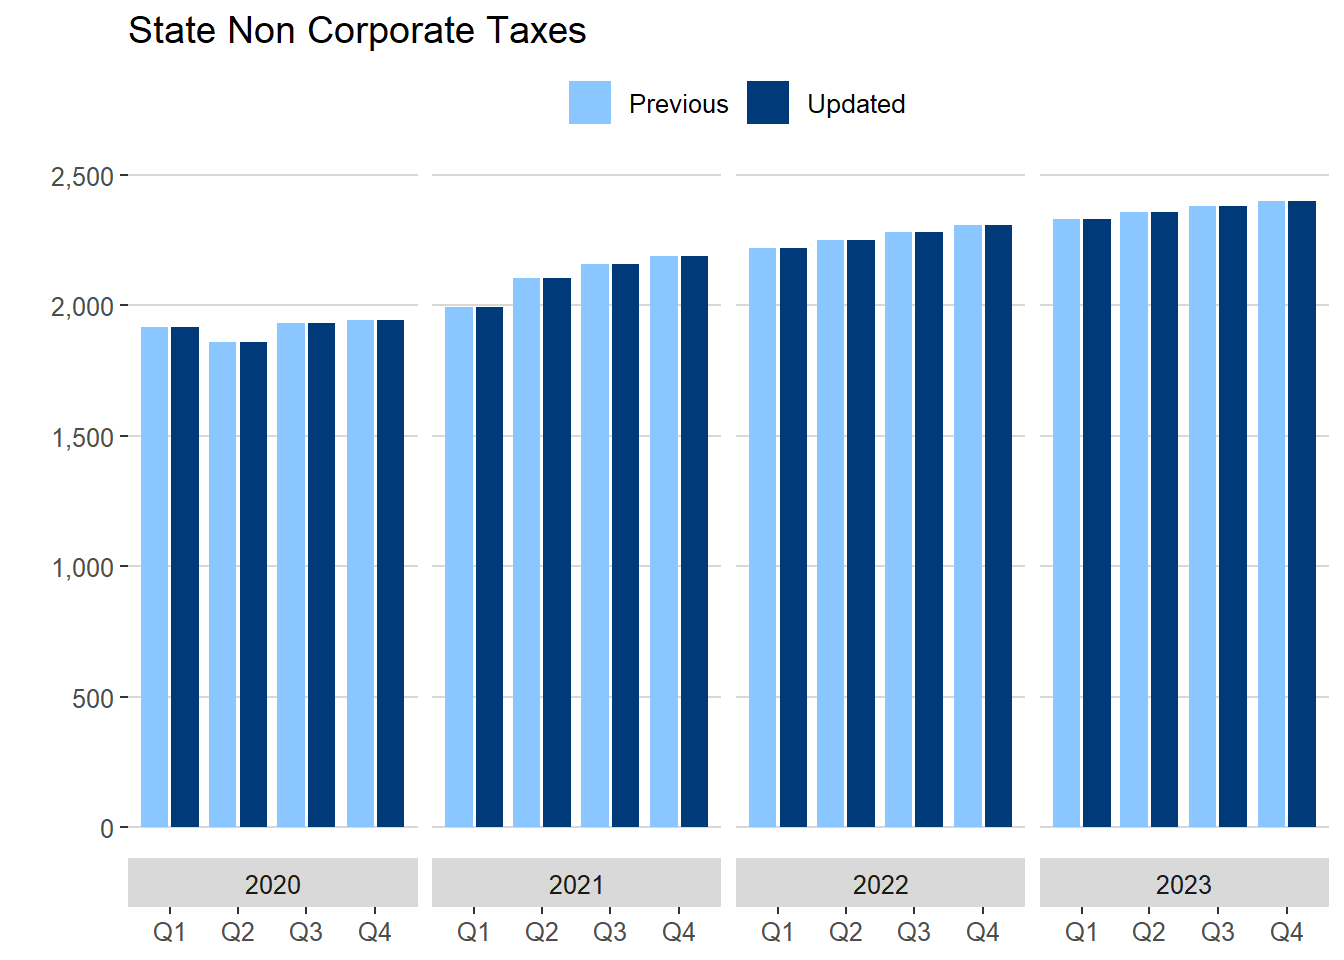 State Non Corporate Taxes
Previous Updated
2,500
2,000
1,500
1,000
500
0
2020 2021 2022 2023
Q1 Q2 Q3 Q4 Q1 Q2 Q3 Q4 Q1 Q2 Q3 Q4 Q1 Q2 Q3 Q4